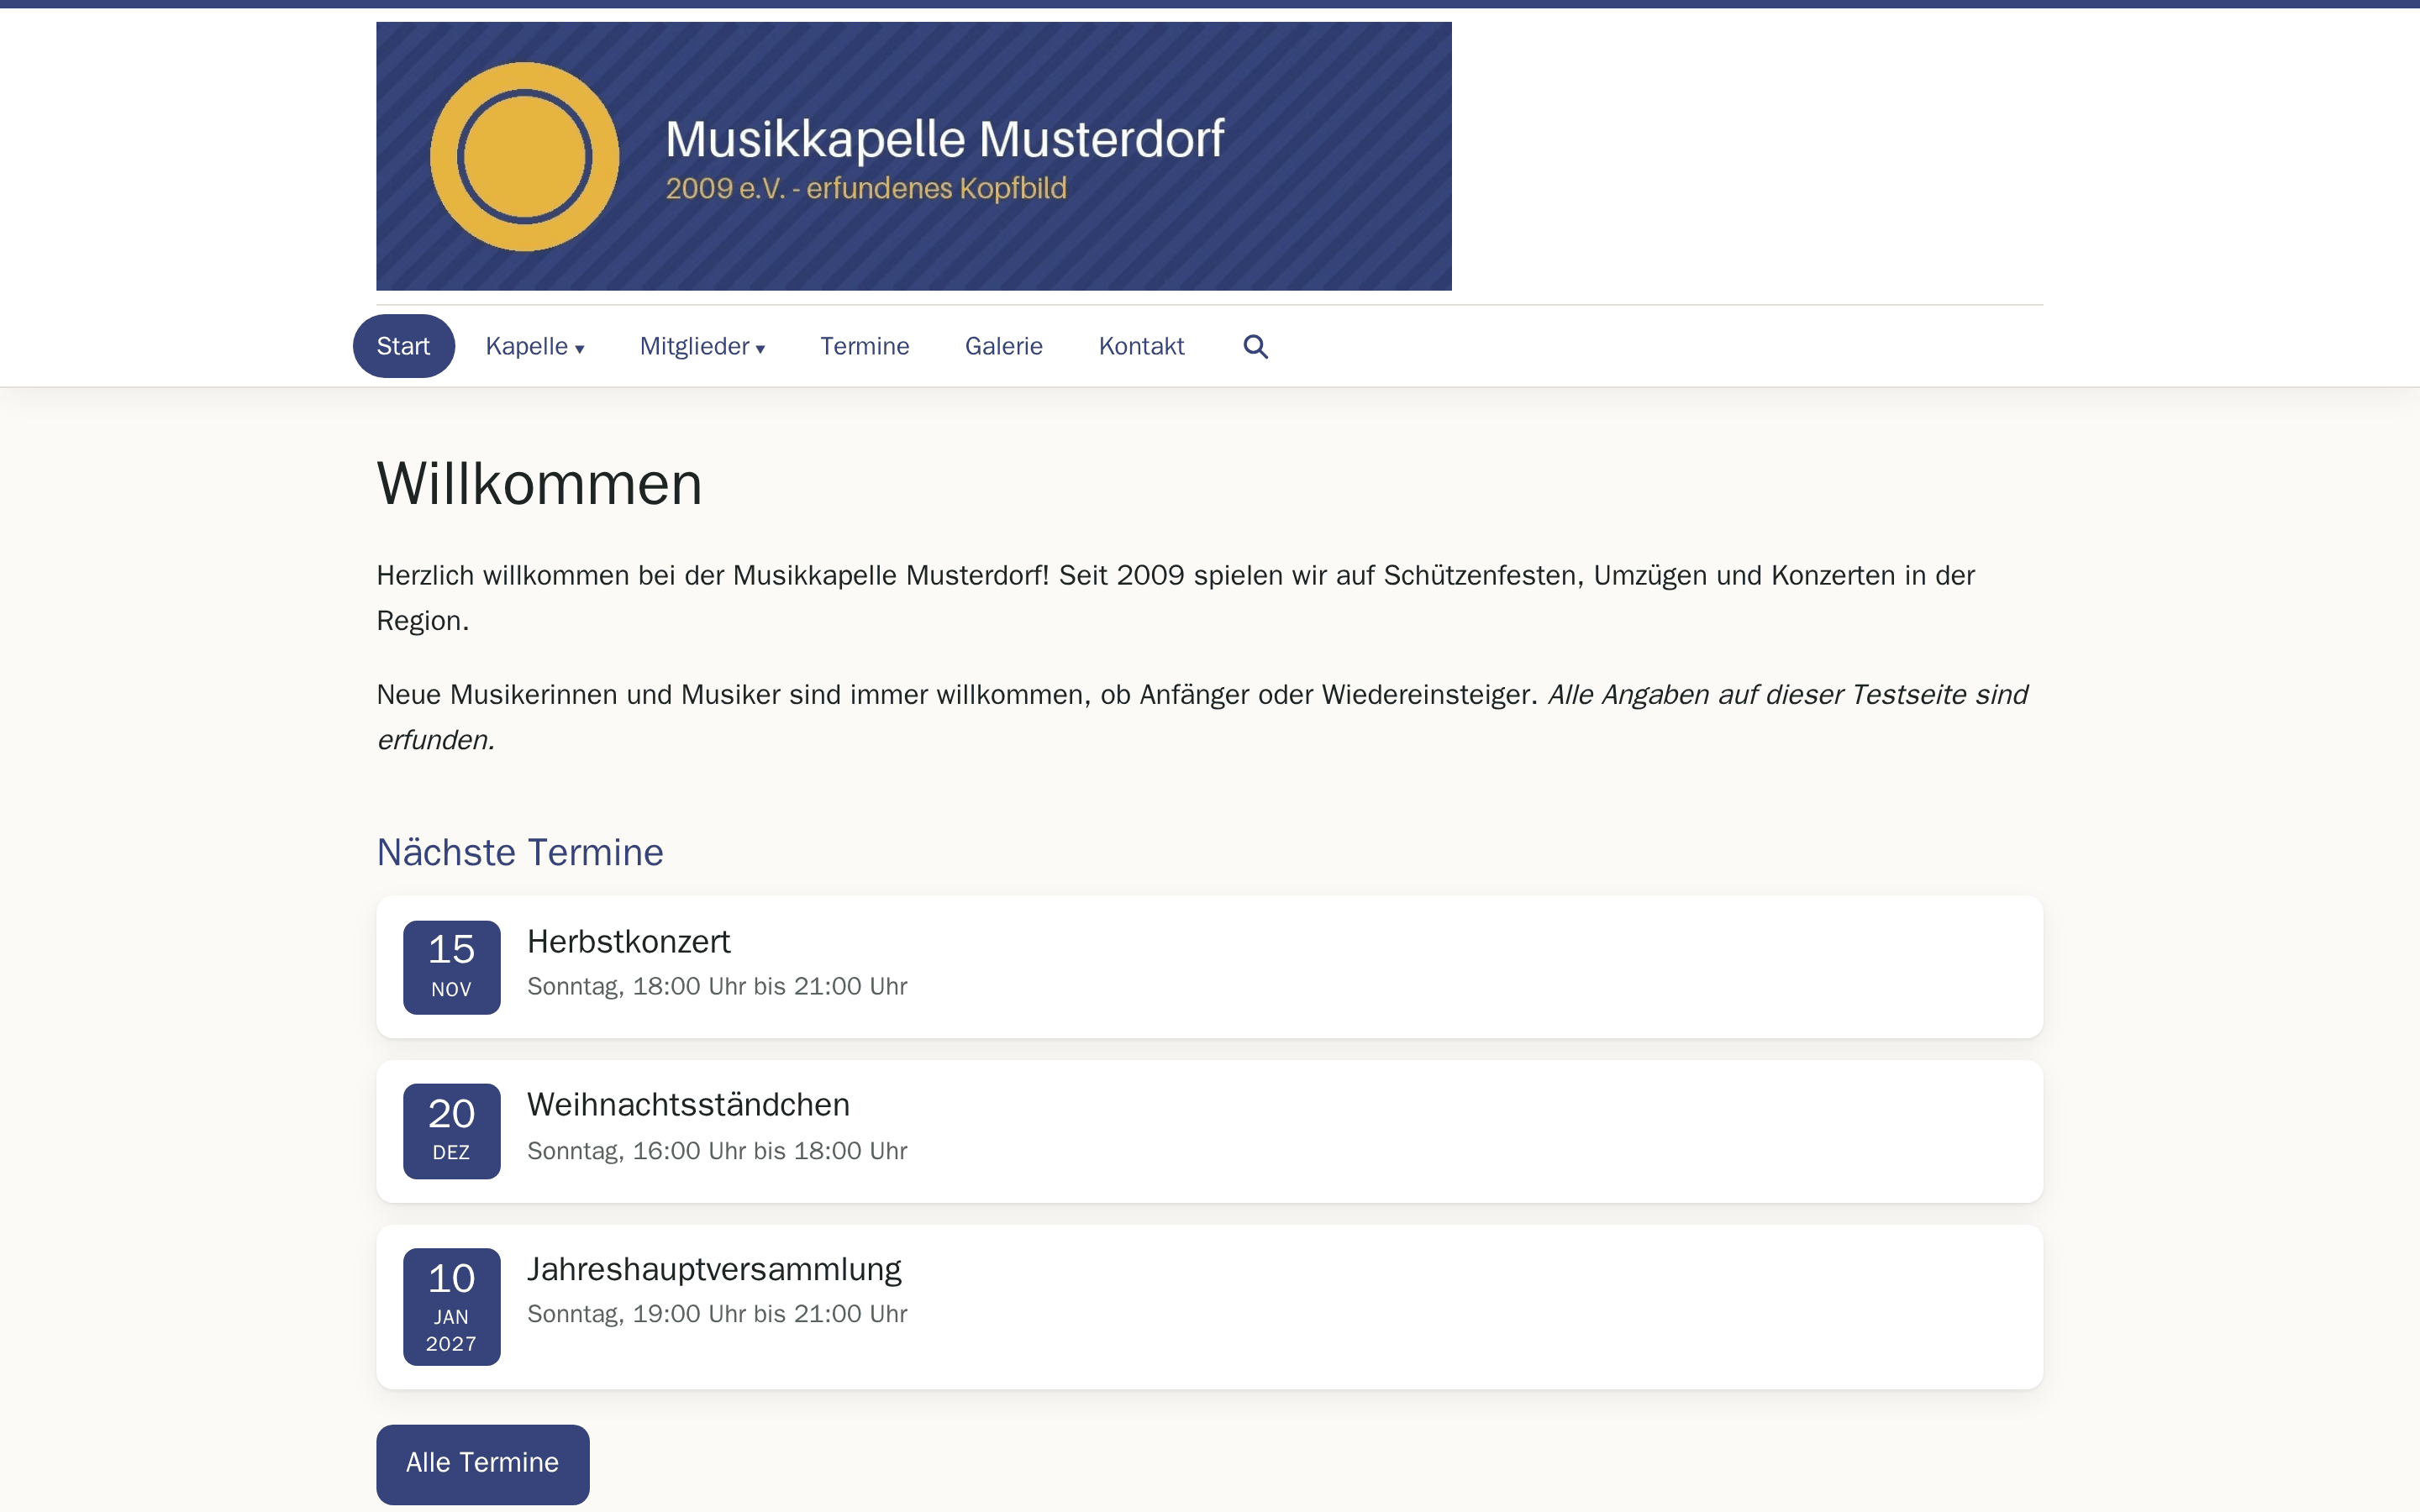 Musikkapelle Musterdorf
2009 e.V. - erfundenes Kopfbild
Start Kapelle ▾ Mitglieder ▾ Termine Galerie Kontakt
Willkommen
Herzlich willkommen bei der Musikkapelle Musterdorf! Seit 2009 spielen wir auf Schützenfesten, Umzügen und Konzerten in der
Region.
Neue Musikerinnen und Musiker sind immer willkommen, ob Anfänger oder Wiedereinsteiger. Alle Angaben auf dieser Testseite sind
erfunden.
Nächste Termine
15
NOV
Herbstkonzert
Sonntag, 18:00 Uhr bis 21:00 Uhr
20
DEZ
Weihnachtsständchen
Sonntag, 16:00 Uhr bis 18:00 Uhr
10
JAN
2027
Jahreshauptversammlung
Sonntag, 19:00 Uhr bis 21:00 Uhr
Alle Termine